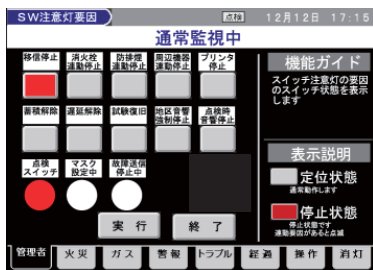 SW注意灯要因
点検
12月12日 17:15
通常監視中
移信停止
消火栓
連動停止
防排煙
連動停止
周辺機器
連動停止
プリンタ
停止
蓄積解除
遅延解除
試験復旧
地区音響
強制停止
点検時
音響停止
点検
スイッチ
マスク
設定中
故障送信
停止中
実行
終了
機能ガイド
スイッチ注意灯の要因
のスイッチ状態を表示
します
表示説明
定位状態
通常動作します
停止状態
停止状態です
連動要因があると点滅
管理者
火災
ガス
警報
トラブル
経過
操作
消灯